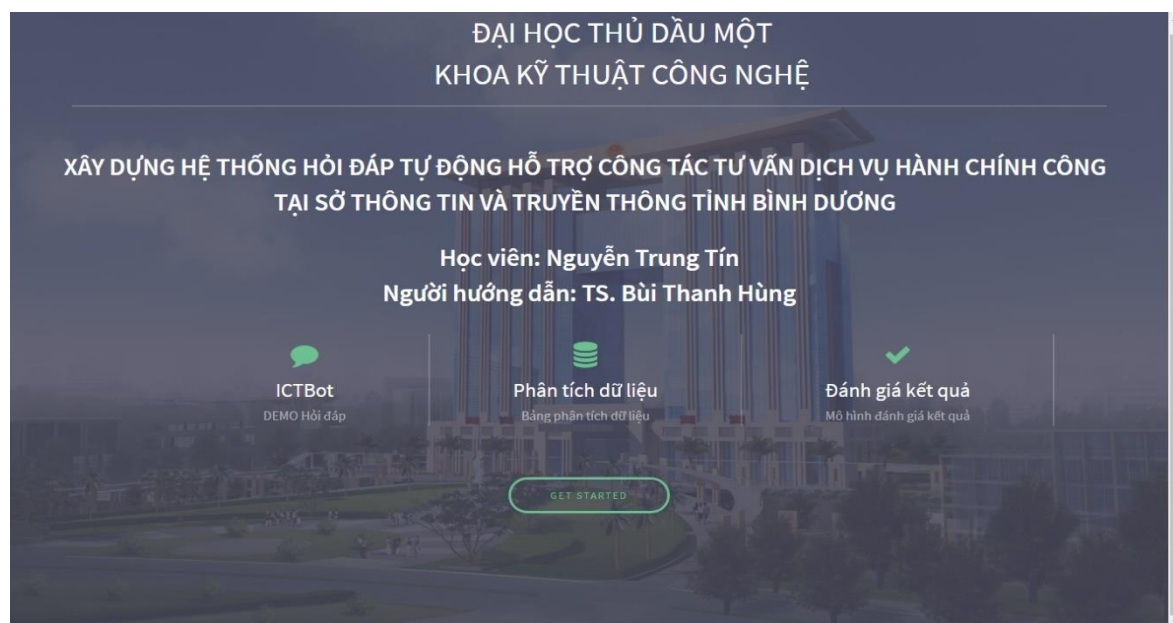 ĐẠI HỌC THỦ DẦU MỘT
KHOA KỸ THUẬT CÔNG NGHỆ
XÂY DỰNG HỆ THỐNG HỎI ĐÁP TỰ ĐỘNG HỖ TRỢ CÔNG TÁC TƯ VẤN DỊCH VỤ HÀNH CHÍNH CÔNG
TẠI SỞ THÔNG TIN VÀ TRUYỀN THÔNG TỈNH BÌNH DƯƠNG
Học viên: Nguyễn Trung Tín
Người hướng dẫn: TS. Bùi Thanh Hùng
ICTBot
DEMO Hỏi đáp
Phân tích dữ liệu
Bảng phân tích dữ liệu
Đánh giá kết quả
Mô hình đánh giá kết quả
GET STARTED